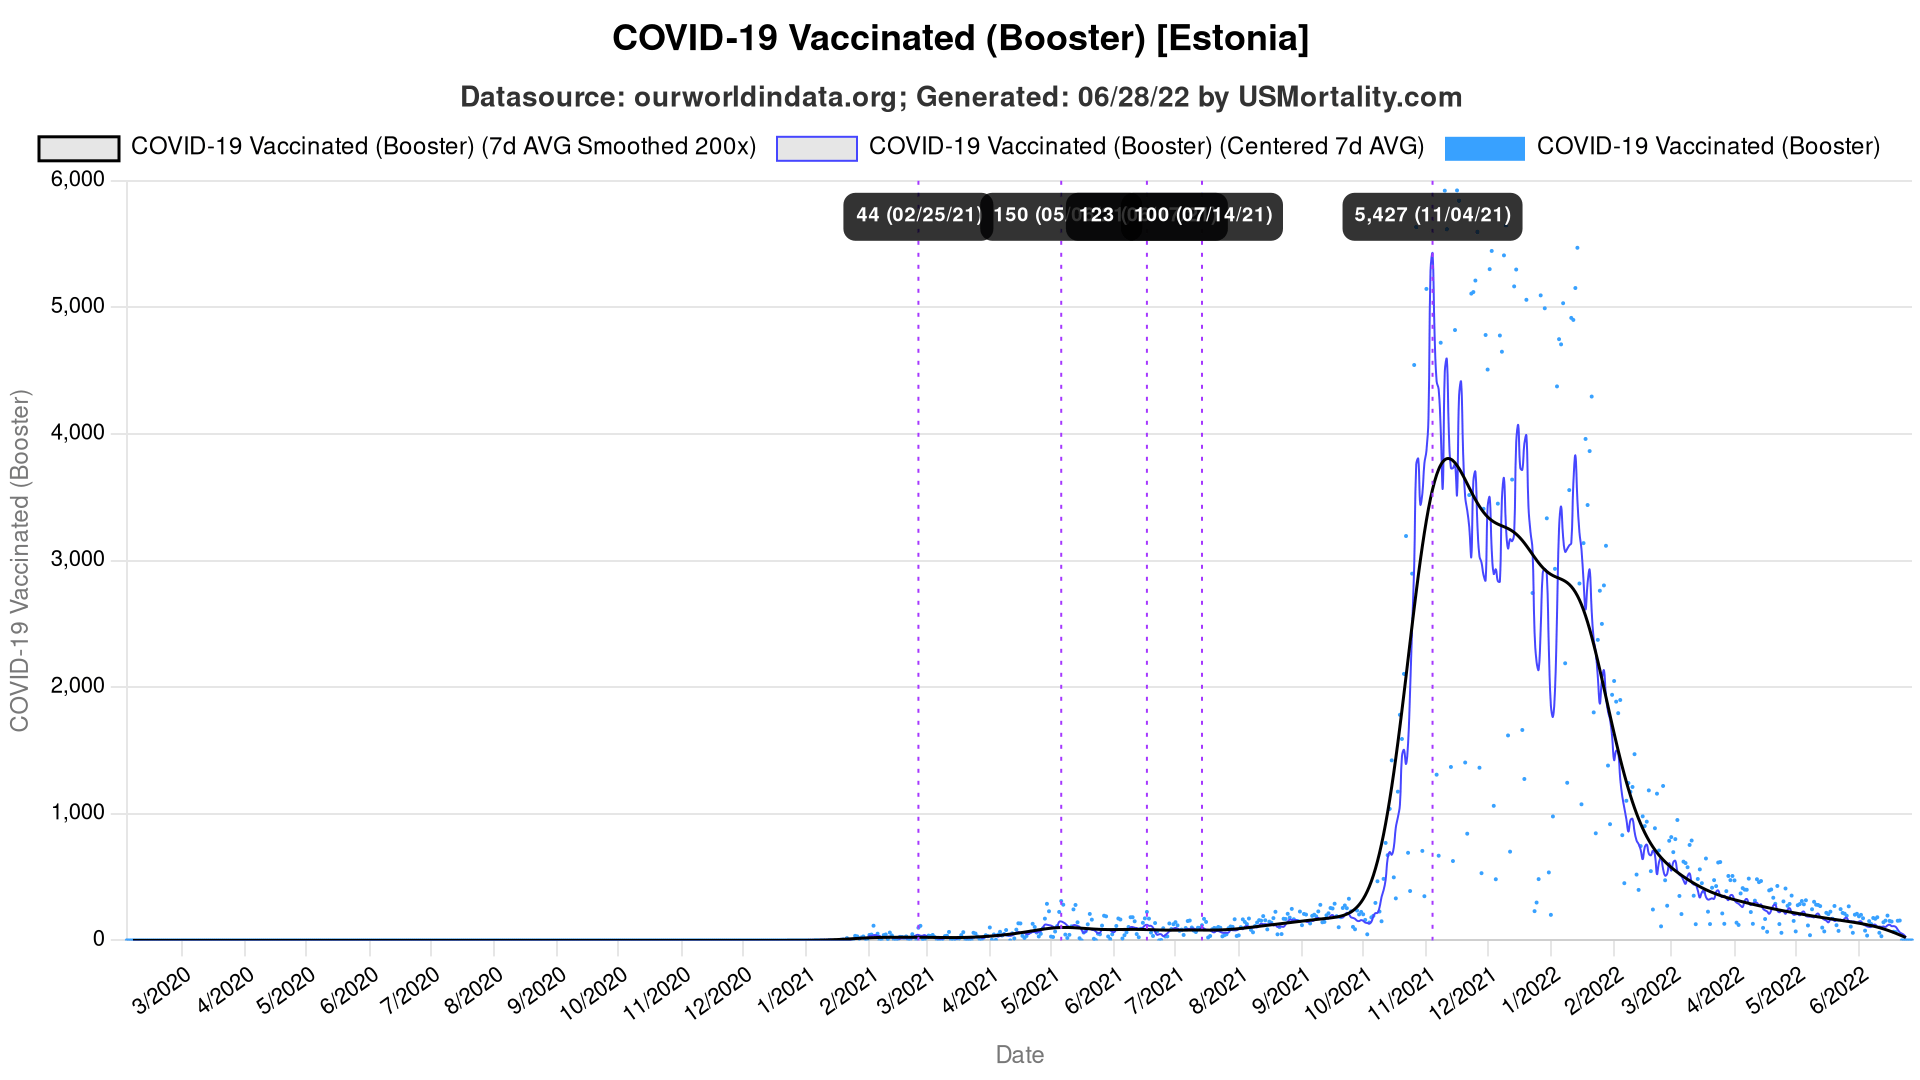 COVID-19 Vaccinated (Booster) [Estonia]
Datasource: ourworldindata.org; Generated: 06/28/22 by USMortality.com
COVID-19 Vaccinated (Booster) (7d AVG Smoothed 200x) COVID-19 Vaccinated (Booster) (Centered 7d AVG) COVID-19 Vaccinated (Booster)
44 (02/25/21) 150 (05/ 123 100 (07/14/21) 5,427 (11/04/21)
6,000
5,000
4,000
3,000
2,000
1,000
0
COVID-19 Vaccinated (Booster)
3/2020 4/2020 5/2020 6/2020 7/2020 8/2020 9/2020 10/2020 11/2020 12/2020 1/2021 2/2021 3/2021 4/2021 5/2021 6/2021 7/2021 8/2021 9/2021 10/2021 11/2021 12/2021 1/2022 2/2022 3/2022 4/2022 5/2022 6/2022
Date